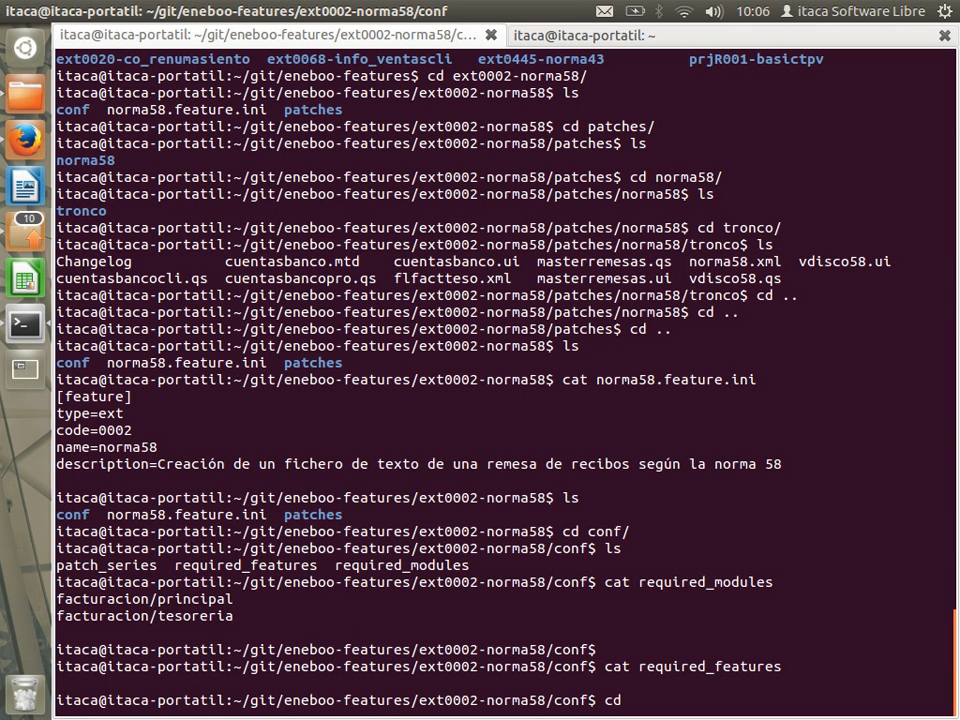 itaca@itaca-portatil: ~/git/eneboo-features/ext0002-norma58/conf 10:06 itaca Software Libre
itaca@itaca-portatil: ~/git/eneboo-features/ext0002-norma58/c... itaca@itaca-portatil: ~
ext0020-co_renumasiento ext0068-info_ventascli ext0445-norma43 prjR001-basictpv
itaca@itaca-portatil:~/git/eneboo-features$ cd ext0002-norma58/
itaca@itaca-portatil:~/git/eneboo-features/ext0002-norma58$ ls
conf norma58.feature.ini patches
itaca@itaca-portatil:~/git/eneboo-features/ext0002-norma58$ cd patches/
itaca@itaca-portatil:~/git/eneboo-features/ext0002-norma58/patches$ ls
norma58
itaca@itaca-portatil:~/git/eneboo-features/ext0002-norma58/patches$ cd norma58/
itaca@itaca-portatil:~/git/eneboo-features/ext0002-norma58/patches/norma58$ ls
tronco
itaca@itaca-portatil:~/git/eneboo-features/ext0002-norma58/patches/norma58$ cd tronco/
itaca@itaca-portatil:~/git/eneboo-features/ext0002-norma58/patches/norma58/tronco$ ls
Changelog cuentasbanco.mtd cuentasbanco.ui masterremesas.qs norma58.xml vdisco58.ui
cuentasbancocli.qs cuentasbancopro.qs flfactteso.xml masterremesas.ui vdisco58.qs
itaca@itaca-portatil:~/git/eneboo-features/ext0002-norma58/patches/norma58/tronco$ cd ..
itaca@itaca-portatil:~/git/eneboo-features/ext0002-norma58/patches/norma58$ cd ..
itaca@itaca-portatil:~/git/eneboo-features/ext0002-norma58/patches$ cd ..
itaca@itaca-portatil:~/git/eneboo-features/ext0002-norma58$ ls
conf norma58.feature.ini patches
itaca@itaca-portatil:~/git/eneboo-features/ext0002-norma58$ cat norma58.feature.ini
[feature]
type=ext
code=0002
name=norma58
description=Creación de un fichero de texto de una remesa de recibos según la norma 58
itaca@itaca-portatil:~/git/eneboo-features/ext0002-norma58$ ls
conf norma58.feature.ini patches
itaca@itaca-portatil:~/git/eneboo-features/ext0002-norma58$ cd conf/
itaca@itaca-portatil:~/git/eneboo-features/ext0002-norma58/conf$ ls
patch_series required_features required_modules
itaca@itaca-portatil:~/git/eneboo-features/ext0002-norma58/conf$ cat required_modules
facturacion/principal
facturacion/tesoreria
itaca@itaca-portatil:~/git/eneboo-features/ext0002-norma58/conf$
itaca@itaca-portatil:~/git/eneboo-features/ext0002-norma58/conf$ cat required_features
itaca@itaca-portatil:~/git/eneboo-features/ext0002-norma58/conf$ cd
10